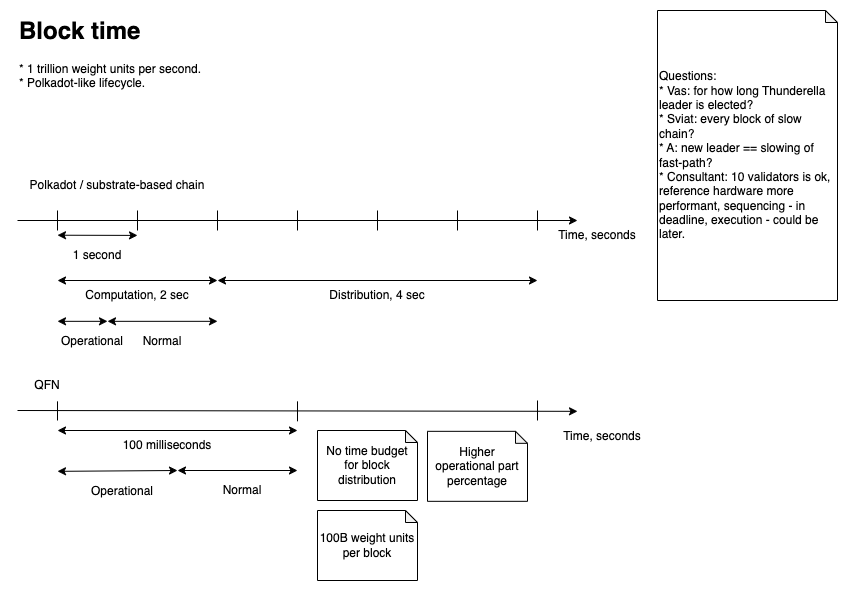 Block time
* 1 trillion weight units per second.
* Polkadot-like lifecycle.
Questions:
* Vas: for how long Thunderella
leader is elected?
* Sviat: every block of slow
chain?
* A: new leader == slowing of
fast-path?
* Consultant: 10 validators is ok,
reference hardware more
performant, sequencing - in
deadline, execution - could be
later.
Polkadot / substrate-based chain
Time, seconds
1 second
Computation, 2 sec
Distribution, 4 sec
Operational
Normal
QFN
Time, seconds
100 milliseconds
Operational
Normal
No time budget
for block
distribution
Higher
operational part
percentage
100B weight units
per block